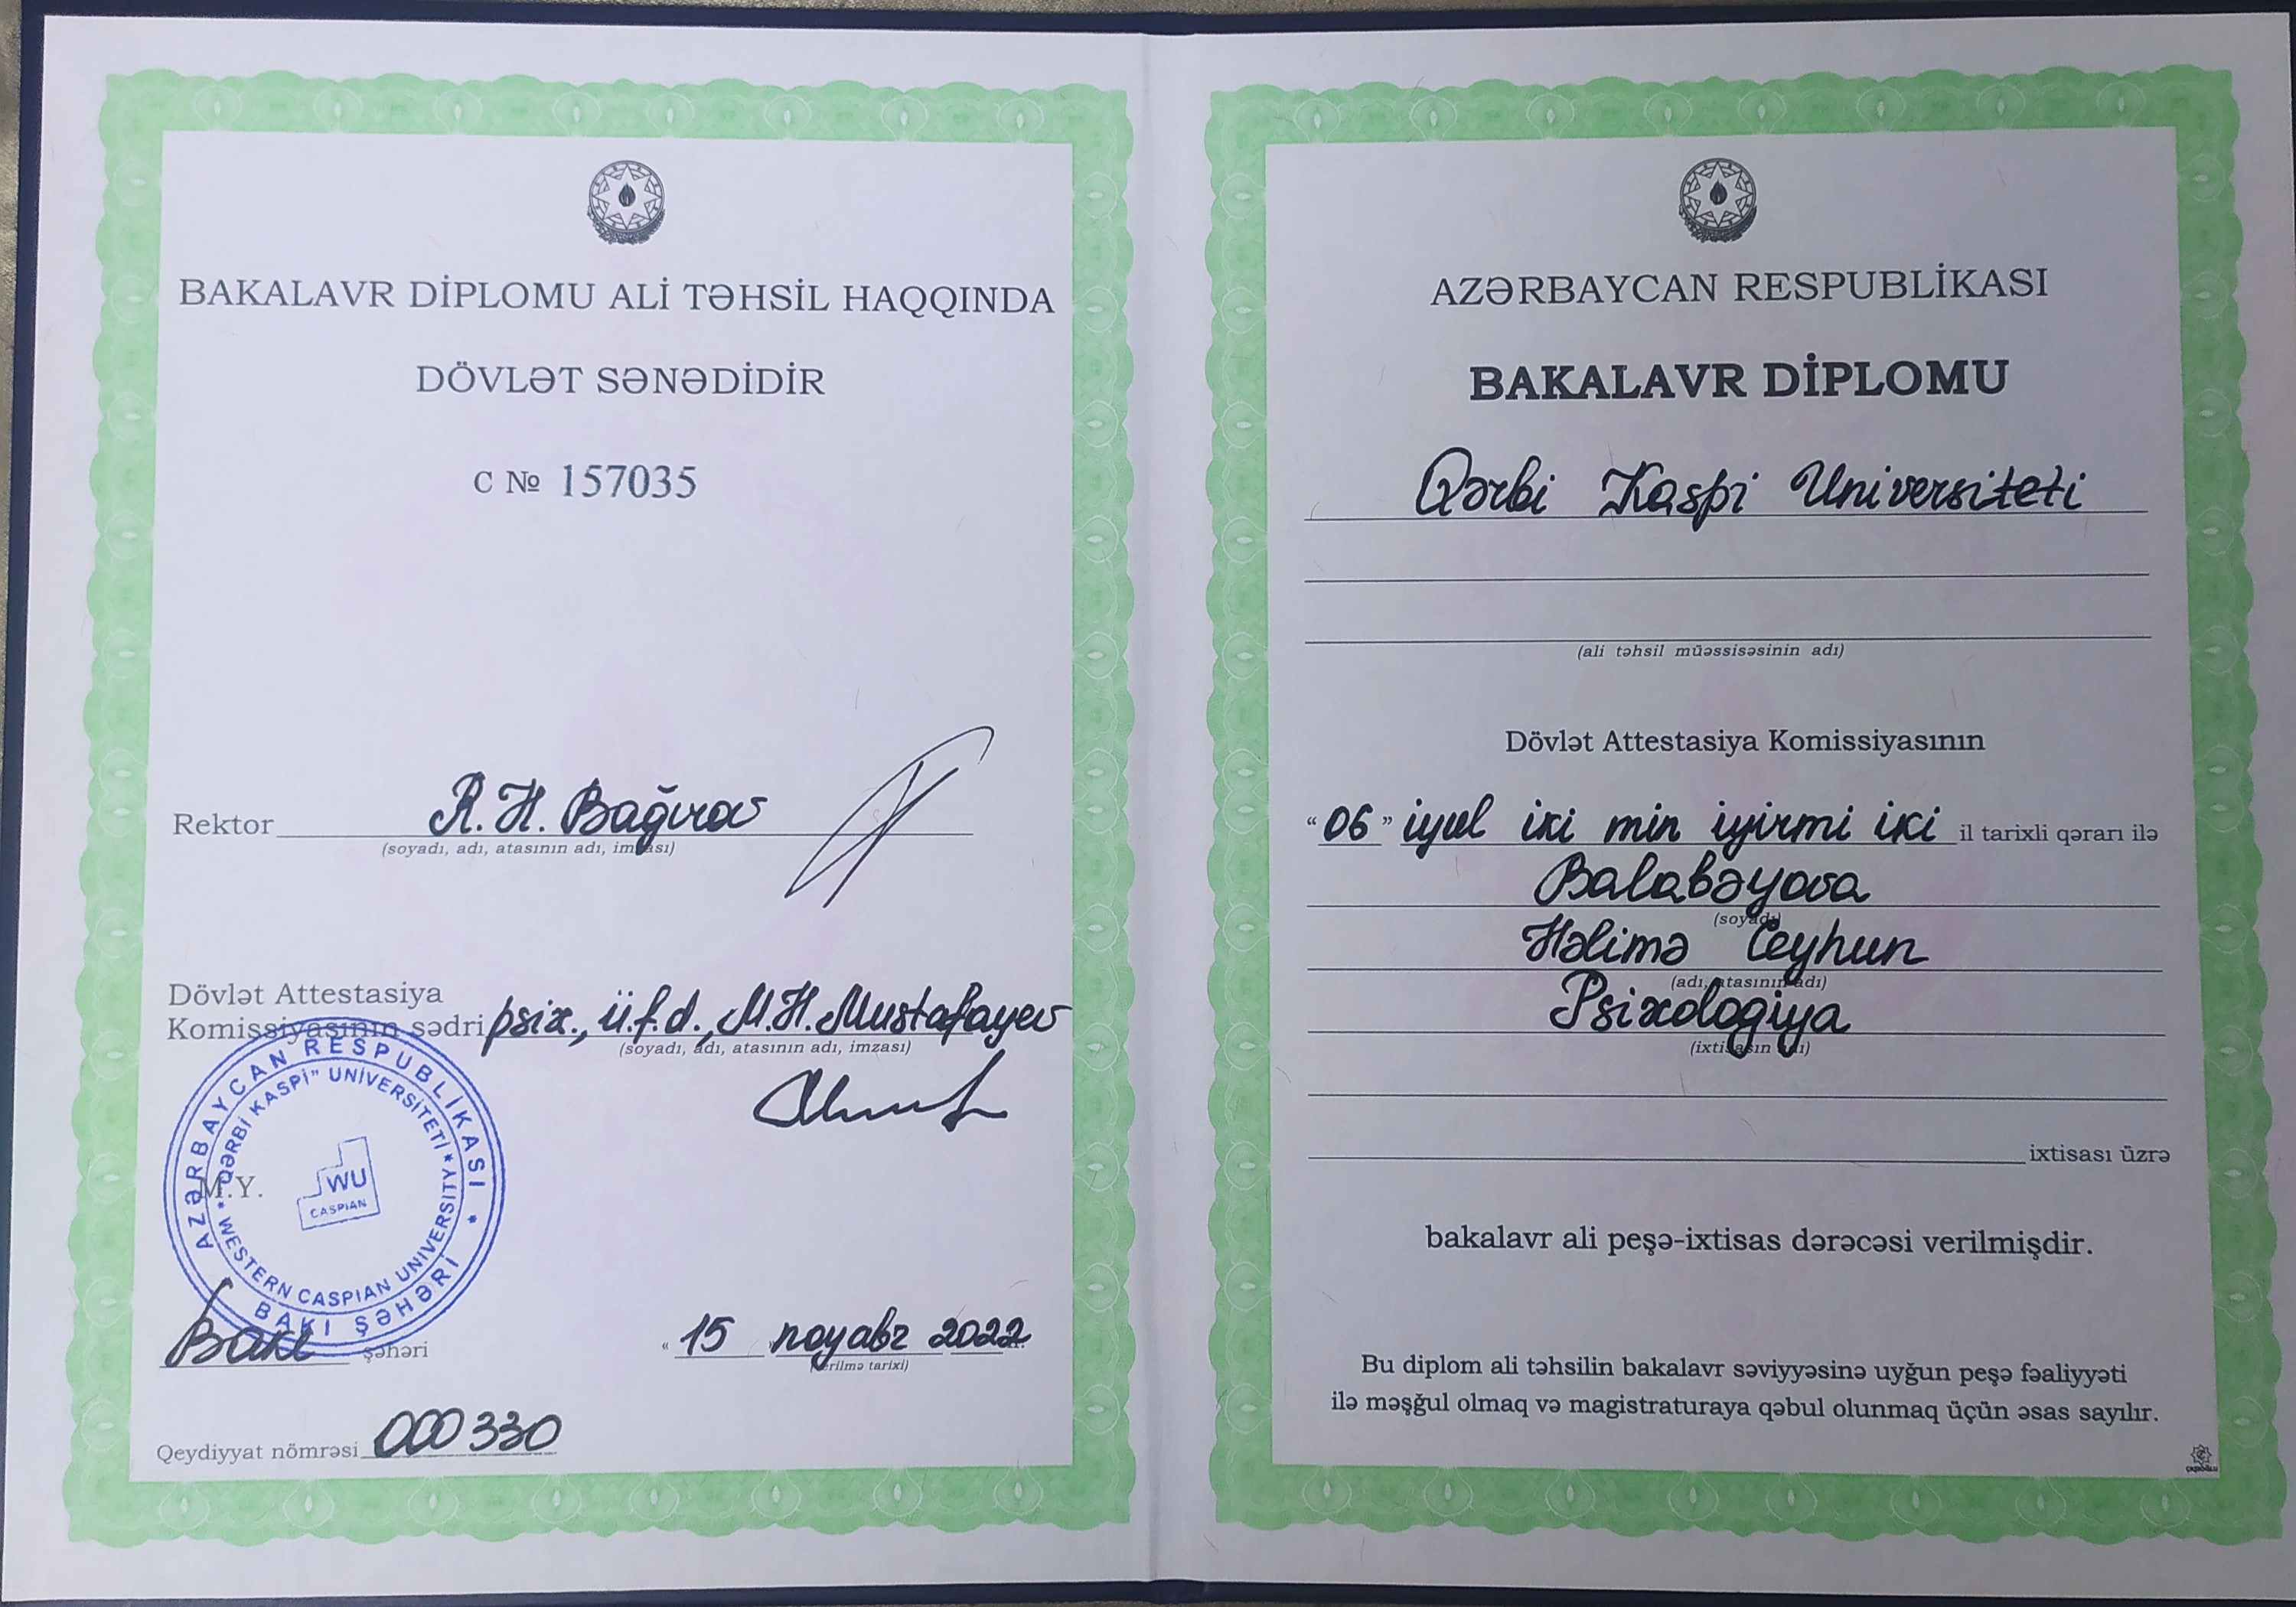 BAKALAVR DİPLOMU ALİ TƏHSİL HAQQINDA
DÖVLƏT SƏNƏDİDİR
C № 157035
Rektor R. H. Bağırov
(soyadı, adı, atasının adı, imzası)
Dövlət Attestasiya
Komissiyasının sədri psix., ü.f.d., M.H. Mustafayev
(soyadı, adı, atasının adı, imzası)
AZƏRBAYCAN RESPUBLİKASI * BAKI ŞƏHƏRİ
"QƏRBİ KASPİ" UNİVERSİTETİ * WESTERN CASPIAN UNIVERSITY *
WU
CASPIAN
M.Y.
Bakı şəhəri
"15" noyabr 2022
(verilmə tarixi)
Qeydiyyat nömrəsi 000330
AZƏRBAYCAN RESPUBLİKASI
BAKALAVR DİPLOMU
Qərbi Kaspi Universiteti
(ali təhsil müəssisəsinin adı)
Dövlət Attestasiya Komissiyasının
"06" iyul iki min iyirmi iki il tarixli qərarı ilə
Balabəyova
(soyadı)
Həlimə Ceyhun
(adı, atasının adı)
Psixologiya
(ixtisasın adı)
ixtisası üzrə
bakalavr ali peşə-ixtisas dərəcəsi verilmişdir.
Bu diplom ali təhsilin bakalavr səviyyəsinə uyğun peşə fəaliyyəti
ilə məşğul olmaq və magistraturaya qəbul olunmaq üçün əsas sayılır.